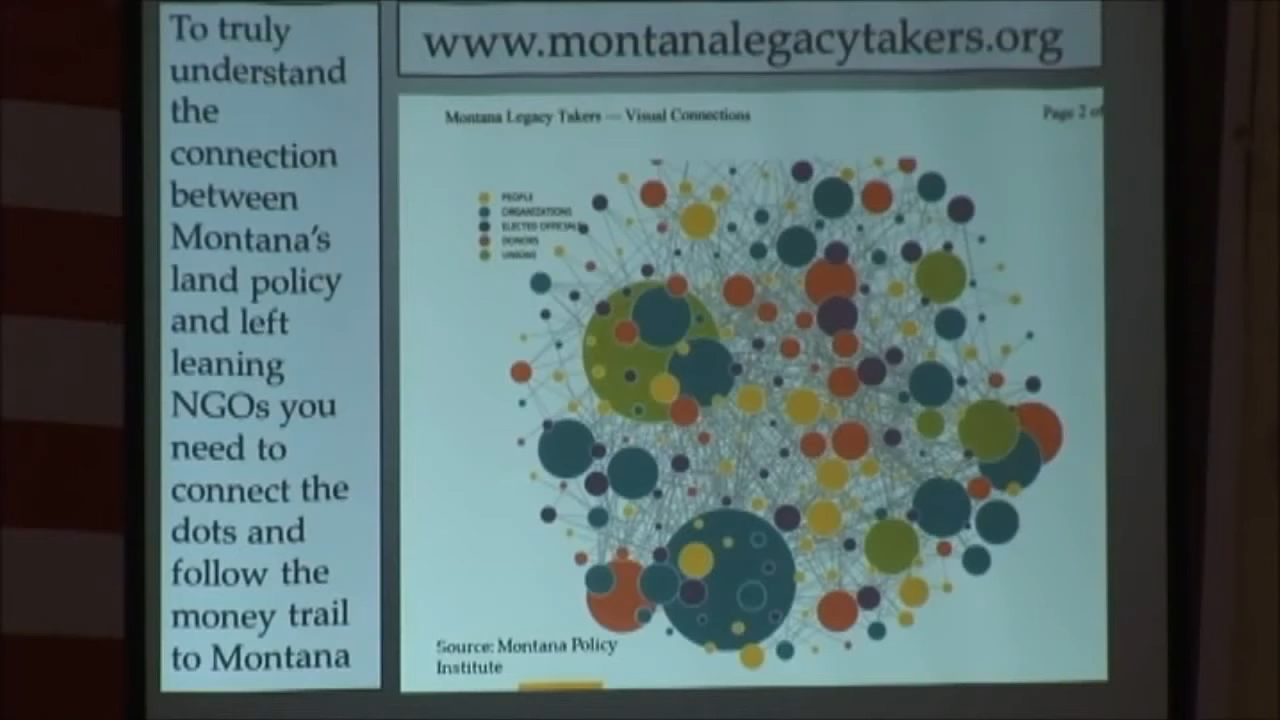 To truly
understand
the
connection
between
Montana's
land policy
and left
leaning
NGOs you
need to
connect the
dots and
follow the
money trail
to Montana
www.montanalegacytakers.org
Montana Legacy Takers — Visual Connections
Page 2 of
PEOPLE
ORGANIZATIONS
ELECTED OFFICIALS
DONORS
UNIONS
Source: Montana Policy
Institute